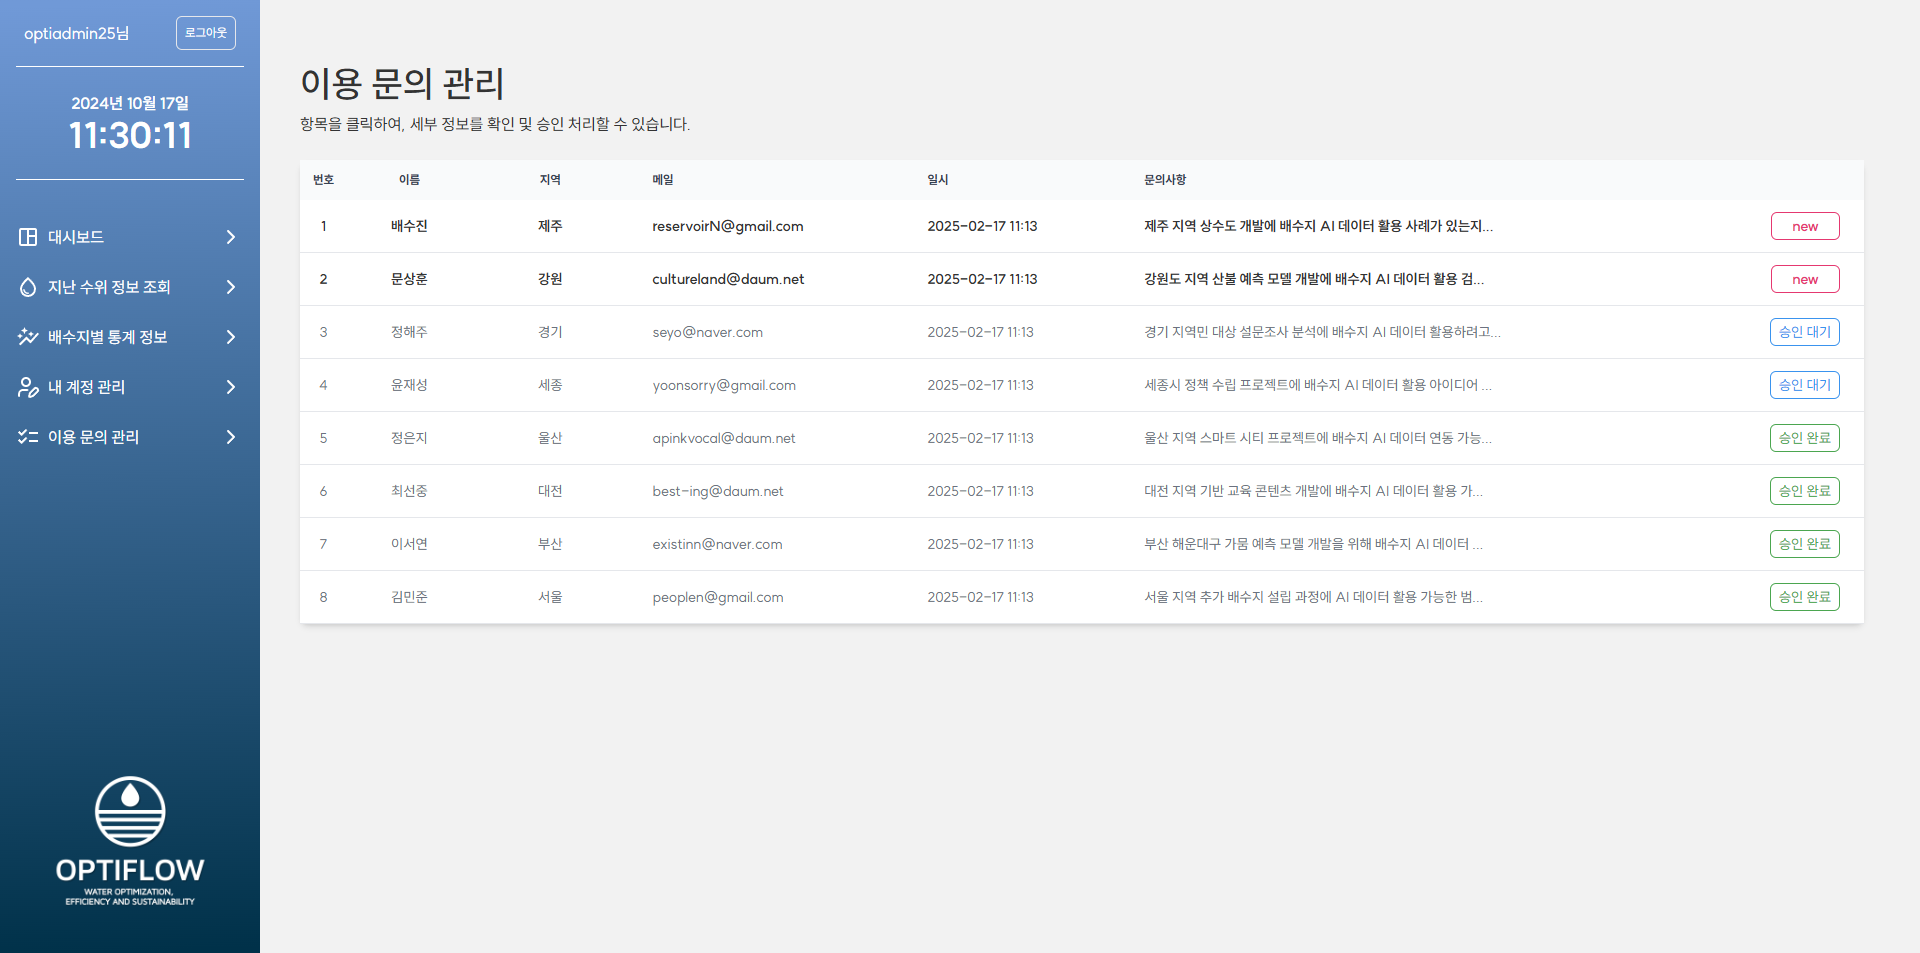 optiadmin25님 로그아웃
2024년 10월 17일
11:30:11
대시보드
지난 수위 정보 조회
배수지별 통계 정보
내 계정 관리
이용 문의 관리
OPTIFLOW
WATER OPTIMIZATION,
EFFICIENCY AND SUSTAINABILITY
이용 문의 관리
항목을 클릭하여, 세부 정보를 확인 및 승인 처리할 수 있습니다.
번호 이름 지역 메일 일시 문의사항
1 배수진 제주 reservoirN@gmail.com 2025-02-17 11:13 제주 지역 상수도 개발에 배수지 AI 데이터 활용 사례가 있는지... new
2 문상훈 강원 cultureland@daum.net 2025-02-17 11:13 강원도 지역 산불 예측 모델 개발에 배수지 AI 데이터 활용 검... new
3 정해주 경기 seyo@naver.com 2025-02-17 11:13 경기 지역민 대상 설문조사 분석에 배수지 AI 데이터 활용하려고... 승인 대기
4 윤재성 세종 yoonsorry@gmail.com 2025-02-17 11:13 세종시 정책 수립 프로젝트에 배수지 AI 데이터 활용 아이디어 ... 승인 대기
5 정은지 울산 apinkvocal@daum.net 2025-02-17 11:13 울산 지역 스마트 시티 프로젝트에 배수지 AI 데이터 연동 가능... 승인 완료
6 최선중 대전 best-ing@daum.net 2025-02-17 11:13 대전 지역 기반 교육 콘텐츠 개발에 배수지 AI 데이터 활용 가... 승인 완료
7 이서연 부산 existinn@naver.com 2025-02-17 11:13 부산 해운대구 가뭄 예측 모델 개발을 위해 배수지 AI 데이터 ... 승인 완료
8 김민준 서울 peoplen@gmail.com 2025-02-17 11:13 서울 지역 추가 배수지 설립 과정에 AI 데이터 활용 가능한 범... 승인 완료